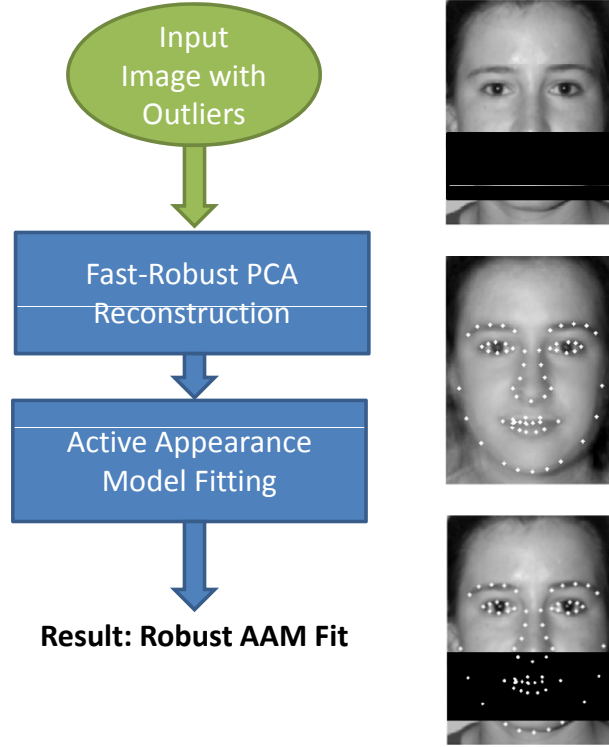 Input
Image with
Outliers
Fast-Robust PCA
Reconstruction
Active Appearance
Model Fitting
Result: Robust AAM Fit